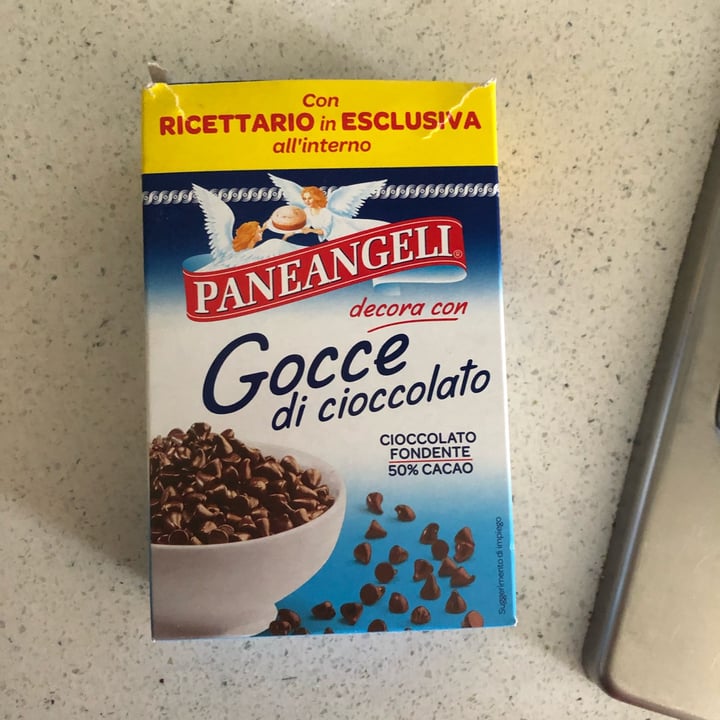 Con
RICETTARIO in ESCLUSIVA
all'interno
PANEANGELI®
decora con
Gocce
di cioccolato
CIOCCOLATO
FONDENTE
50% CACAO
Suggerimento di impiego